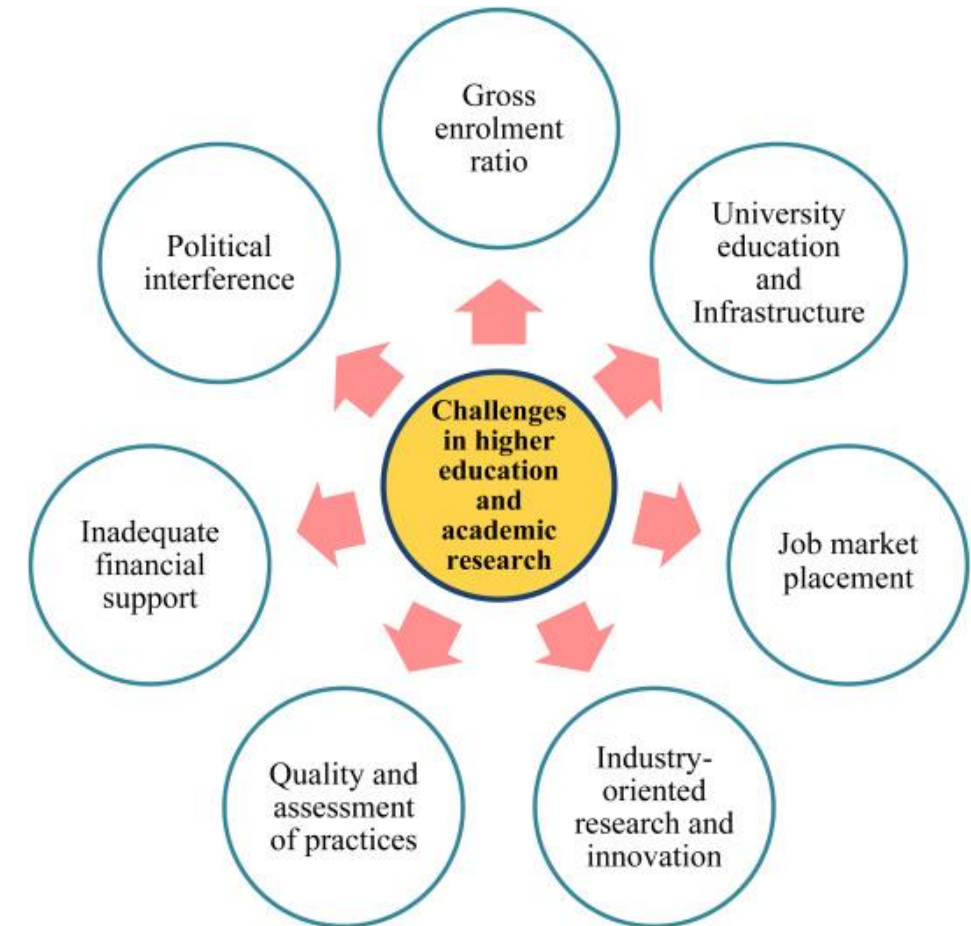 Gross
enrolment
ratio
University
education
and
Infrastructure
Job market
placement
Industry-
oriented
research and
innovation
Quality and
assessment
of practices
Inadequate
financial
support
Political
interference
Challenges
in higher
education
and
academic
research